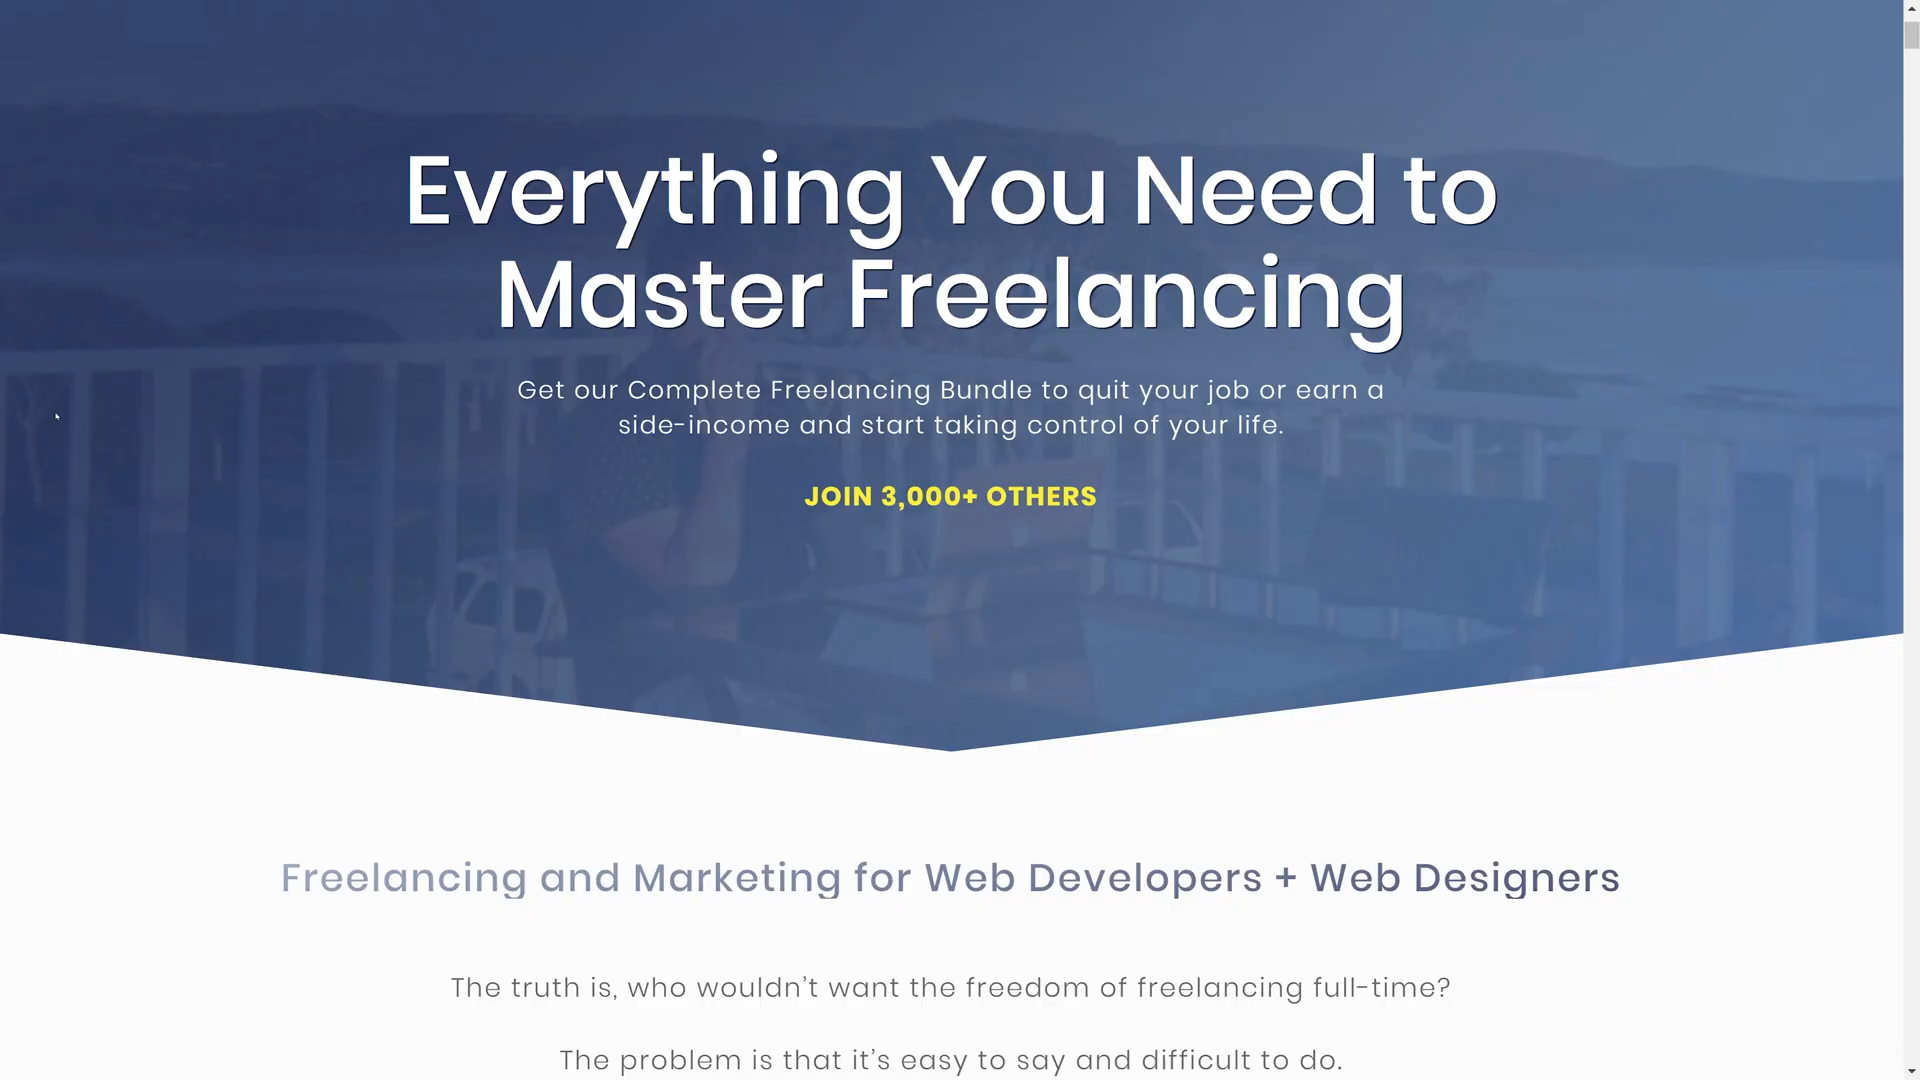 Everything You Need to
Master Freelancing
Get our Complete Freelancing Bundle to quit your job or earn a
side-income and start taking control of your life.
JOIN 3,000+ OTHERS
Freelancing and Marketing for Web Developers + Web Designers
The truth is, who wouldn’t want the freedom of freelancing full-time?
The problem is that it’s easy to say and difficult to do.